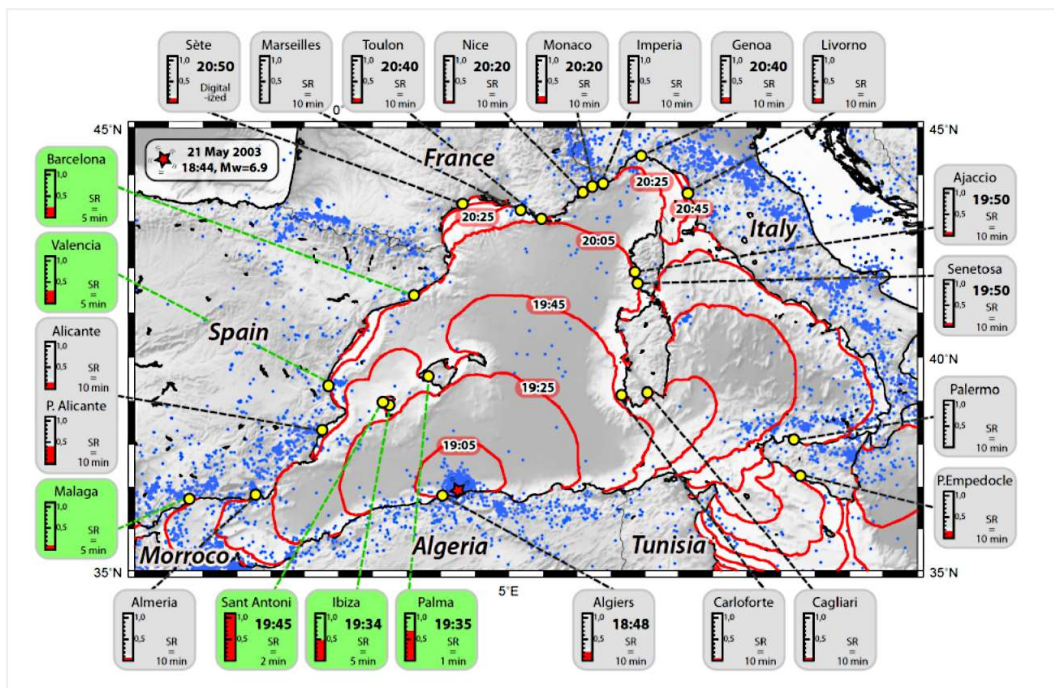 Sète
1,0
20:50
0,5
Digital
-ized
Marseilles
1,0
0,5
SR
=
10 min
Toulon
1,0
20:40
0,5
SR
=
10 min
Nice
1,0
20:20
0,5
SR
=
10 min
Monaco
1,0
20:20
0,5
SR
=
10 min
Imperia
1,0
0,5
SR
=
10 min
Genoa
1,0
20:40
0,5
SR
=
10 min
Livorno
1,0
0,5
SR
=
10 min
0°
45°N
45°N
21 May 2003
18:44, Mw=6.9
France
Barcelona
1,0
0,5
SR
=
5 min
Valencia
1,0
0,5
SR
=
5 min
Alicante
1,0
0,5
SR
=
10 min
P. Alicante
1,0
0,5
SR
=
10 min
Malaga
1,0
0,5
SR
=
5 min
20:25
20:25
20:45
20:05
Italy
19:45
Spain
19:25
19:05
Morroco
Algeria
Tunisia
Ajaccio
1,0
19:50
0,5
SR
=
10 min
Senetosa
1,0
19:50
0,5
SR
=
10 min
40°N
Palermo
1,0
0,5
SR
=
10 min
P.Empedocle
1,0
0,5
SR
=
10 min
35°N
5°E
35°N
Almeria
1,0
0,5
SR
=
10 min
Sant Antoni
1,0
19:45
0,5
SR
=
2 min
Ibiza
1,0
19:34
0,5
SR
=
5 min
Palma
1,0
19:35
0,5
SR
=
1 min
Algiers
1,0
18:48
0,5
SR
=
10 min
Carloforte
1,0
0,5
SR
=
10 min
Cagliari
1,0
0,5
SR
=
10 min